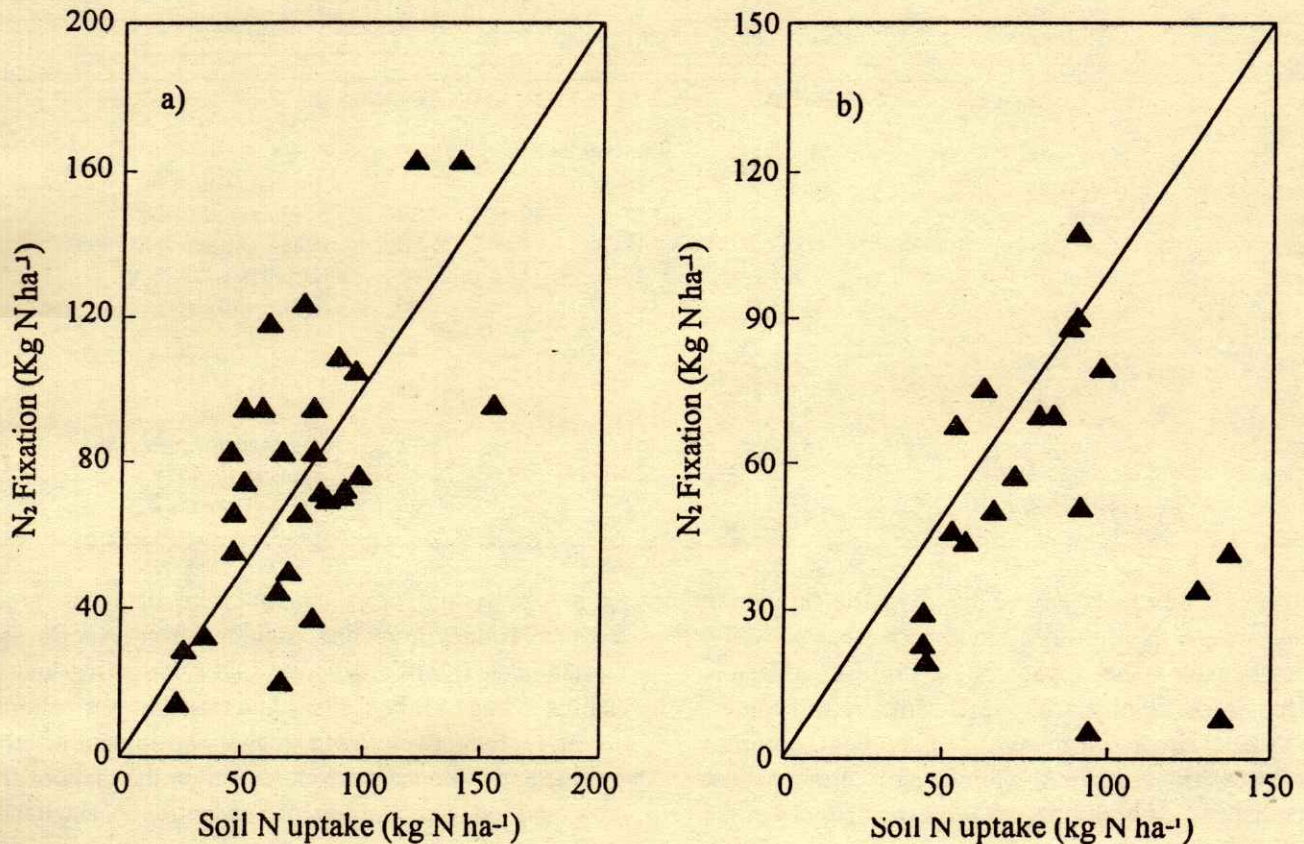 a)
200
160
120
80
40
0
N₂ Fixation (Kg N ha⁻¹)
0 50 100 150 200
Soil N uptake (kg N ha⁻¹)
b)
150
120
90
60
30
0
N₂ Fixation (Kg N ha⁻¹)
0 50 100 150
Soil N uptake (kg N ha⁻¹)